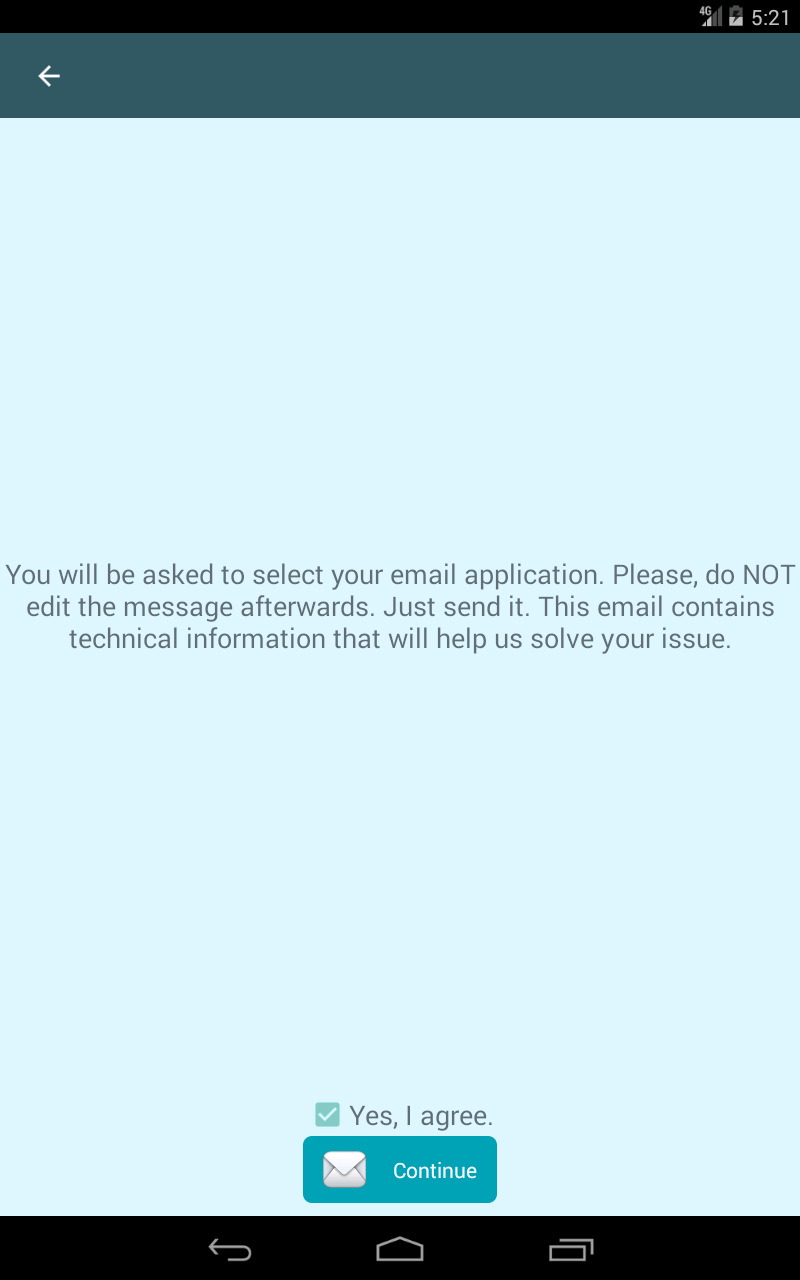 4G 5:21
You will be asked to select your email application. Please, do NOT
edit the message afterwards. Just send it. This email contains
technical information that will help us solve your issue.
Yes, I agree.
Continue